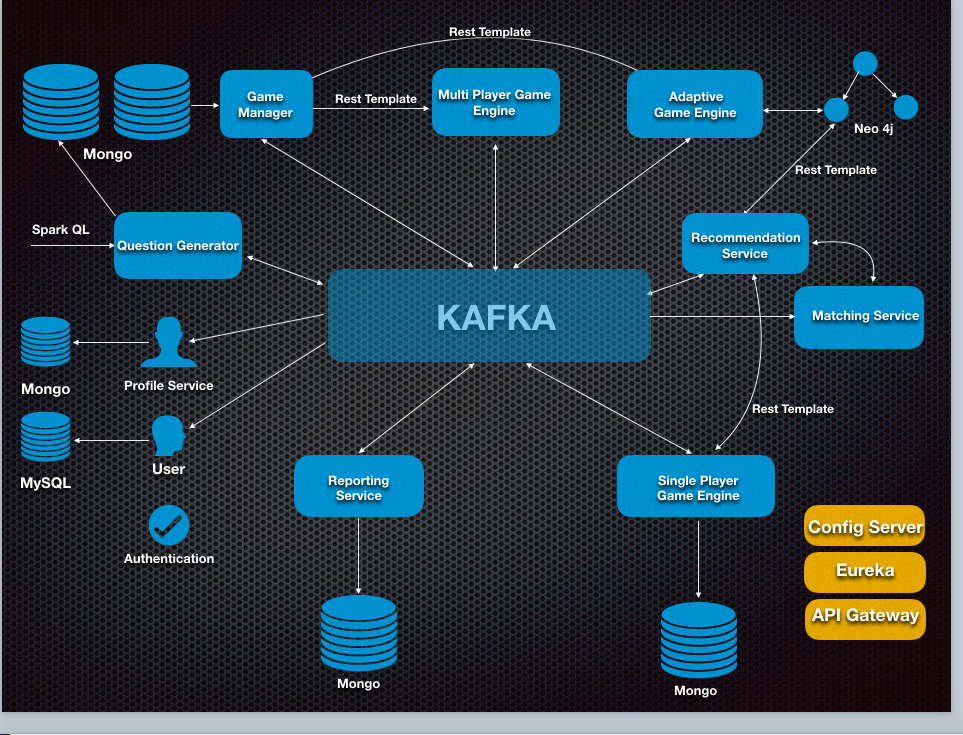 Rest Template
Game
Manager
Rest Template
Multi Player Game
Engine
Adaptive
Game Engine
Neo 4j
Mongo
Rest Template
Spark QL
Question Generator
Recommendation
Service
KAFKA
Matching Service
Mongo
Profile Service
Rest Template
MySQL
User
Reporting
Service
Single Player
Game Engine
Authentication
Config Server
Eureka
API Gateway
Mongo
Mongo